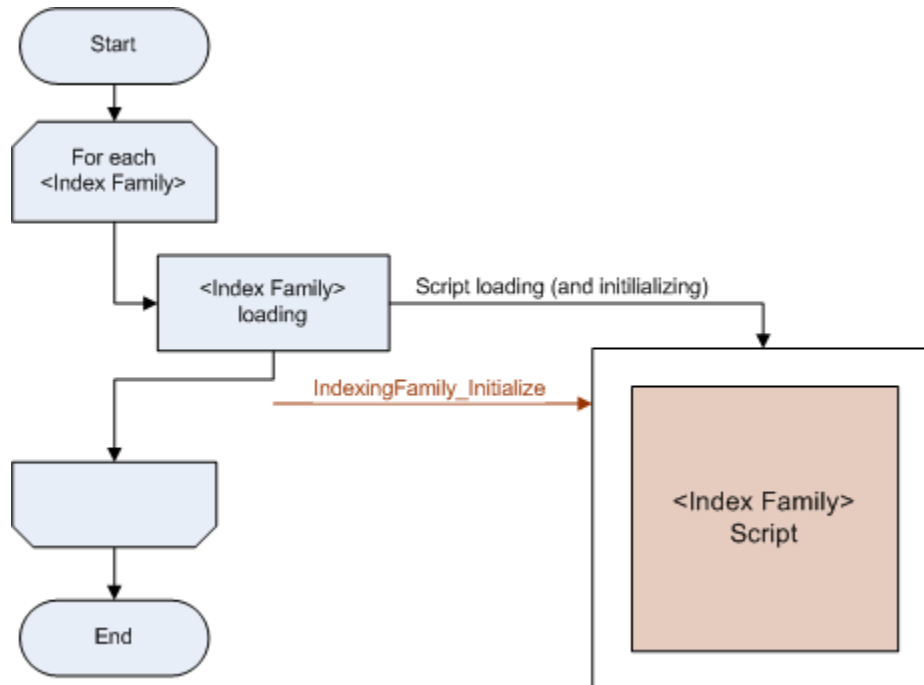 Start
For each
<Index Family>
<Index Family>
loading
Script loading (and initilializing)
IndexingFamily_Initialize
<Index Family>
Script
End